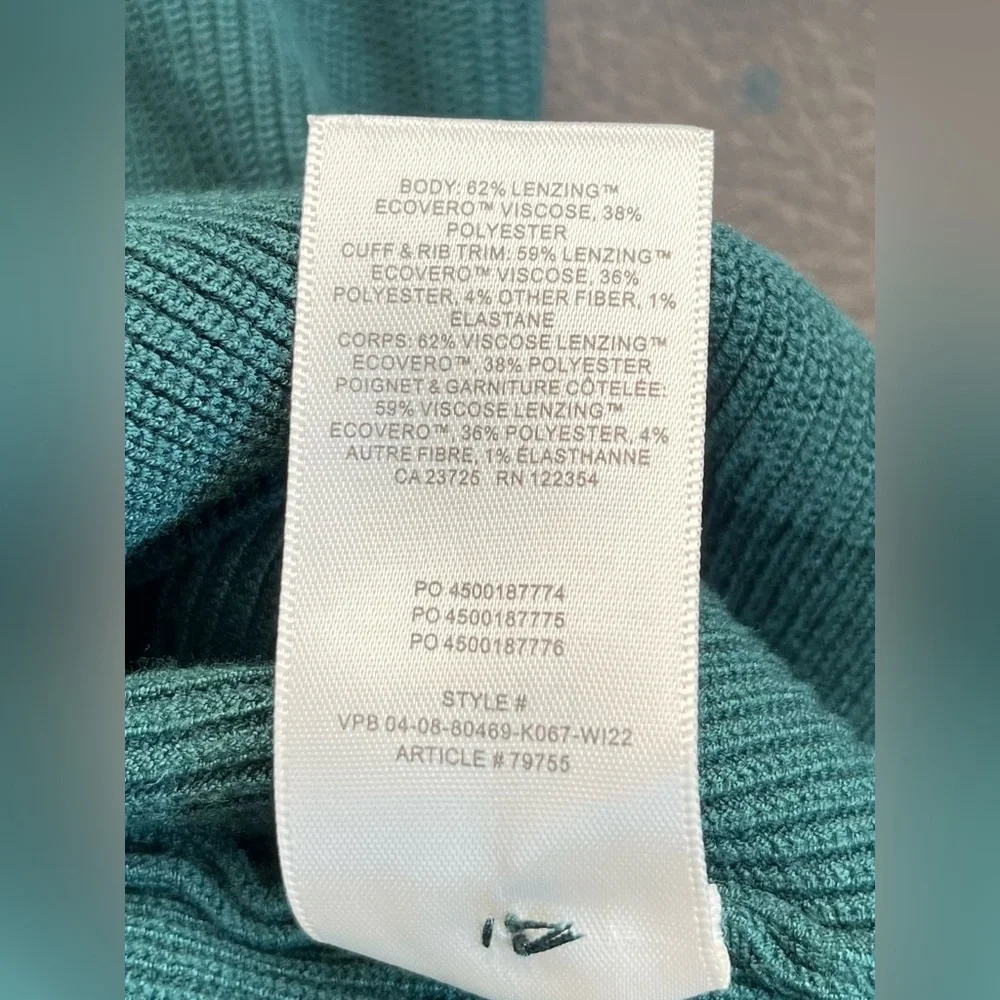 BODY: 62% LENZING™
ECOVERO™ VISCOSE, 38%
POLYESTER
CUFF & RIB TRIM: 59% LENZING™
ECOVERO™ VISCOSE, 36%
POLYESTER, 4% OTHER FIBER, 1%
ELASTANE
CORPS: 62% VISCOSE LENZING™
ECOVERO™, 38% POLYESTER
POIGNET & GARNITURE CÔTELÉE:
59% VISCOSE LENZING™
ECOVERO™, 36% POLYESTER, 4%
AUTRE FIBRE, 1% ÉLASTHANNE
CA 23725 RN 122354
PO 4500187774
PO 4500187775
PO 4500187776
STYLE #
VPB 04-08-80469-K067-WI22
ARTICLE # 79755